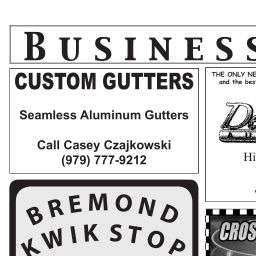 BUSINESS
CUSTOM GUTTERS
Seamless Aluminum Gutters
Call Casey Czajkowski
(979) 777-9212
BREMOND
KWIK STOP
THE ONLY NE
and the bes
Hi
CROS